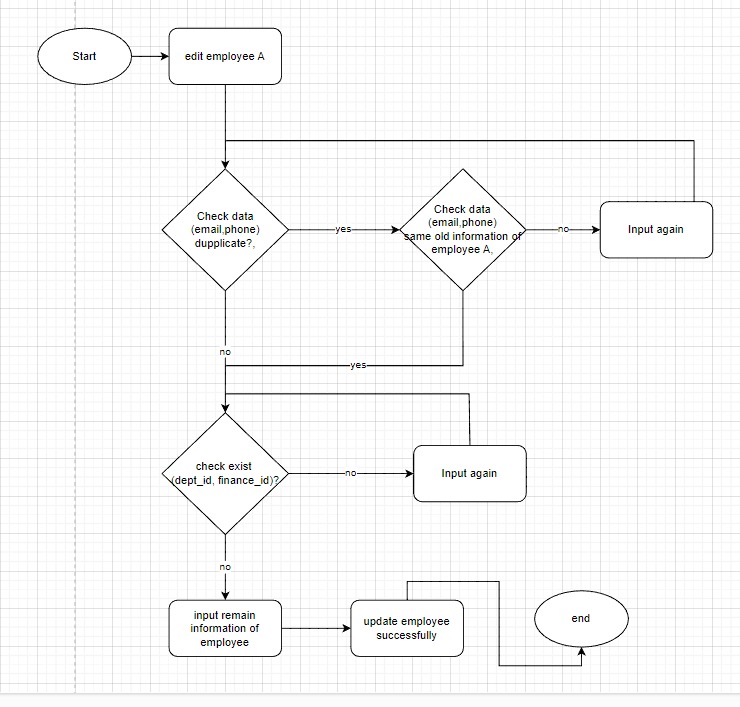 Start
edit employee A
Check data
(email,phone)
dupplicate?,
yes
Check data
(email,phone)
same old information of
employee A,
no
Input again
no
yes
check exist
(dept_id, finance_id)?
no
Input again
no
input remain
information of
employee
update employee
successfully
end